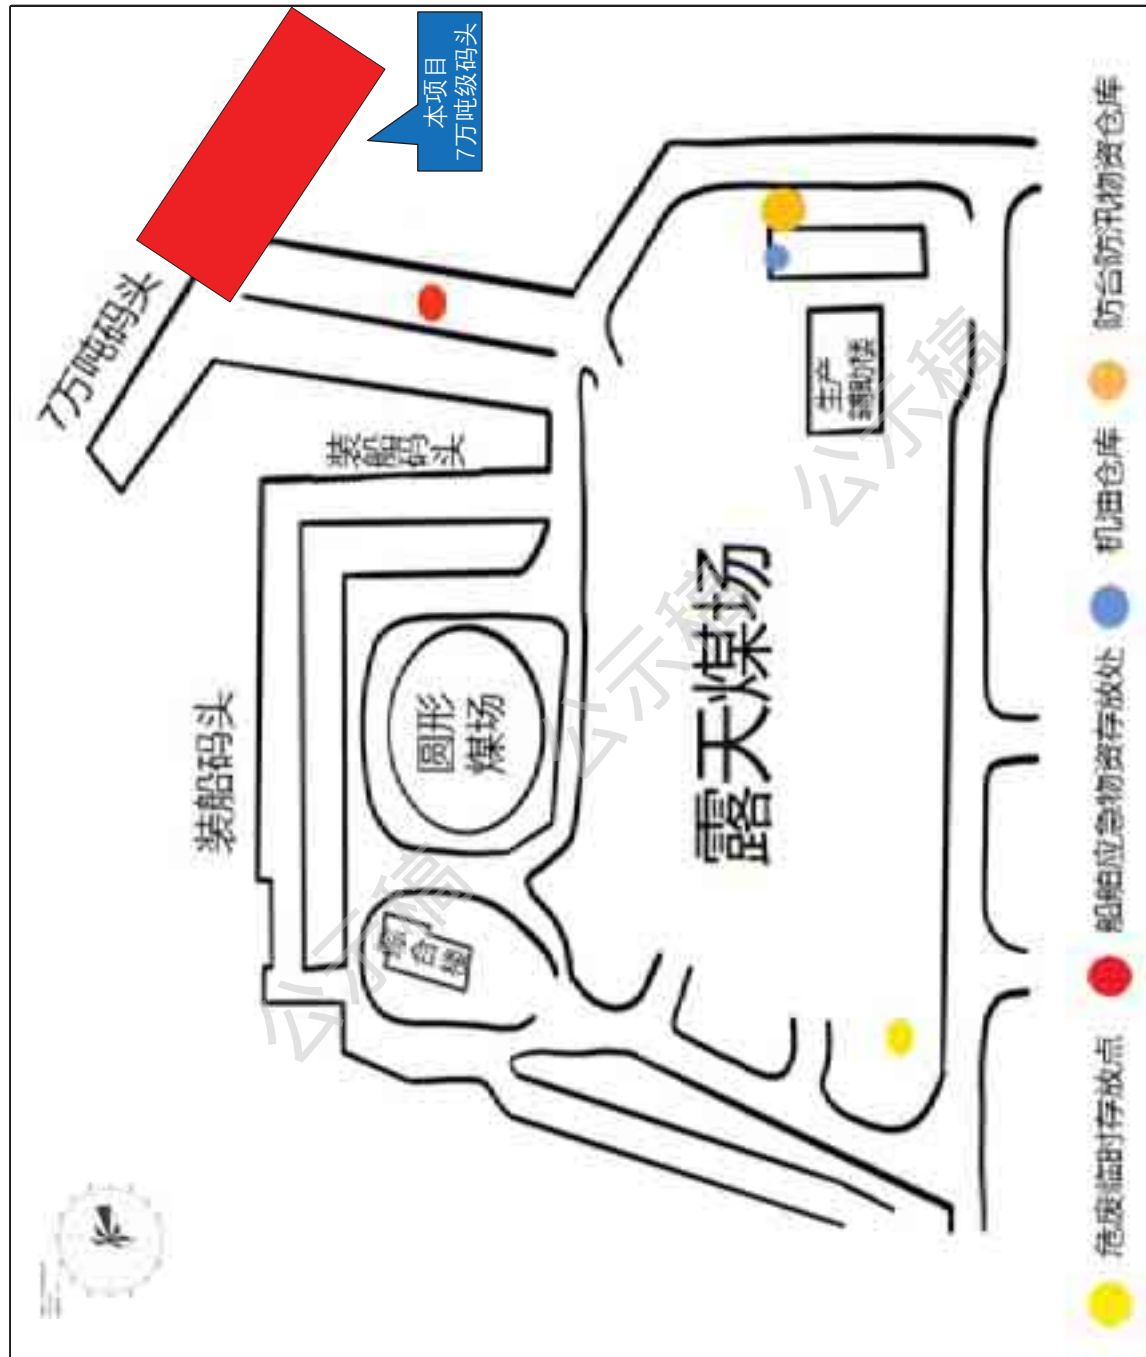 本项目
7万吨级码头
7万吨码头
装船码头
装船码头
圆形
煤场
综合楼
露天煤场
生产
辅助楼
危废临时存放点
船舶应急物资存放处
机油仓库
防台防汛物资仓库
公示稿
公示稿
公示稿